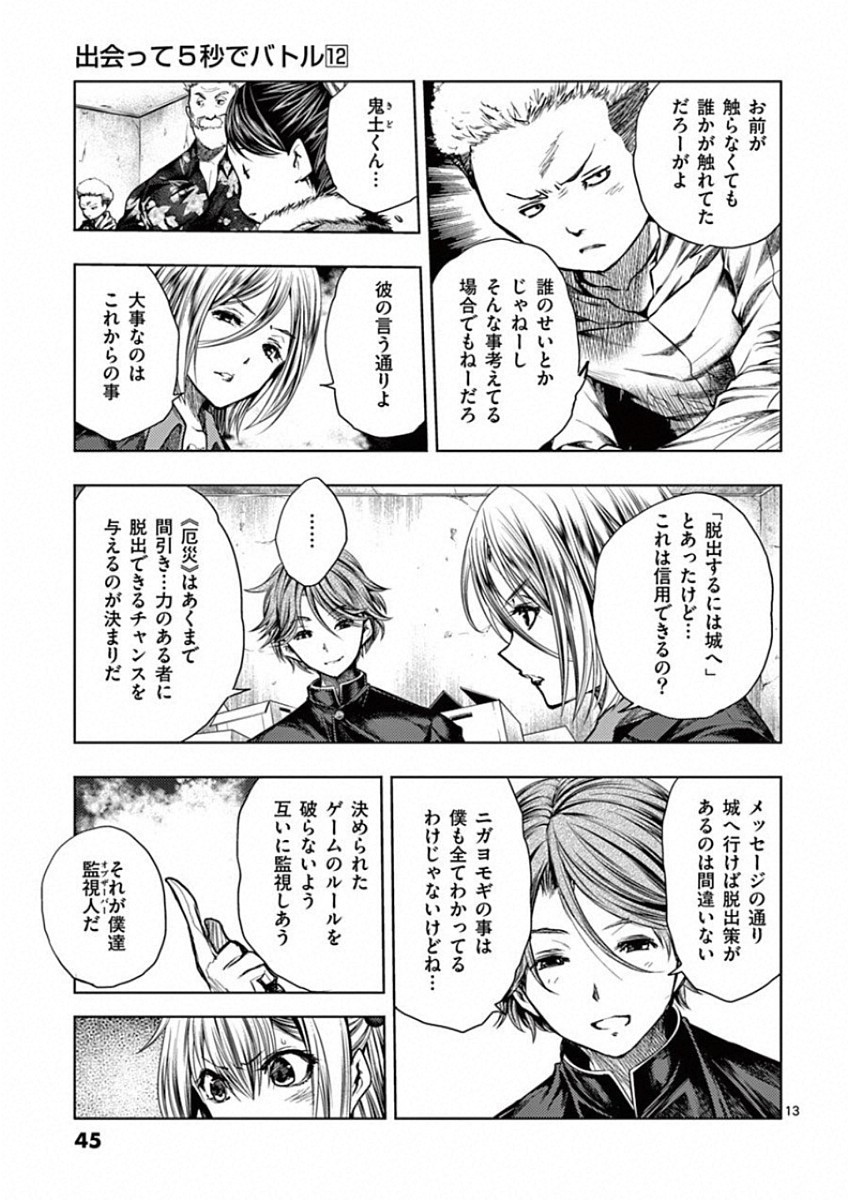 出会って5秒でバトル12
お前が
触らなくても
誰かが触れてた
だろーがよ
誰のせいとか
じゃねーし
そんな事考えてる
場合でもねーだろ
鬼土くん…
きど
彼の言う通りよ
大事なのは
これからの事
「脱出するには城へ」
とあったけど…
これは信用できるの?
……
《厄災》はあくまで
間引き…力のある者に
脱出できるチャンスを
与えるのが決まりだ
メッセージの通り
城へ行けば脱出策が
あるのは間違いない
ニガヨモギの事は
僕も全てわかってる
わけじゃないけどね…
決められた
ゲームのルールを
破らないよう
互いに監視しあう
それが僕達
監視人だ
オブザーバー
13
45